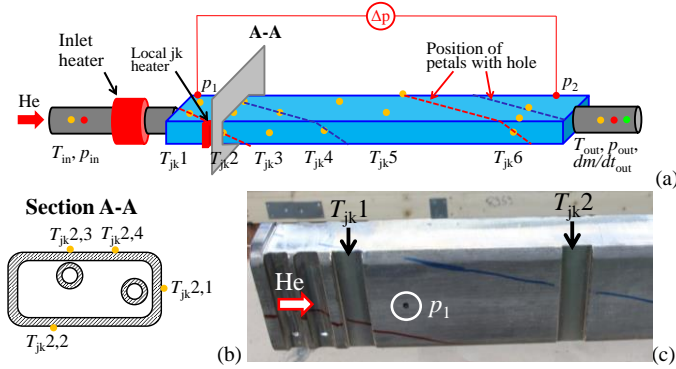 Inlet
heater
Local jk
heater
A-A
Δp
Position of
petals with hole
p1
p2
He
Tin, pin
Tjk1
Tjk2
Tjk3
Tjk4
Tjk5
Tjk6
Tout, pout,
dm/dtout
(a)
Section A-A
Tjk2,3
Tjk2,4
Tjk2,1
Tjk2,2
(b)
Tjk1
Tjk2
He
p1
(c)